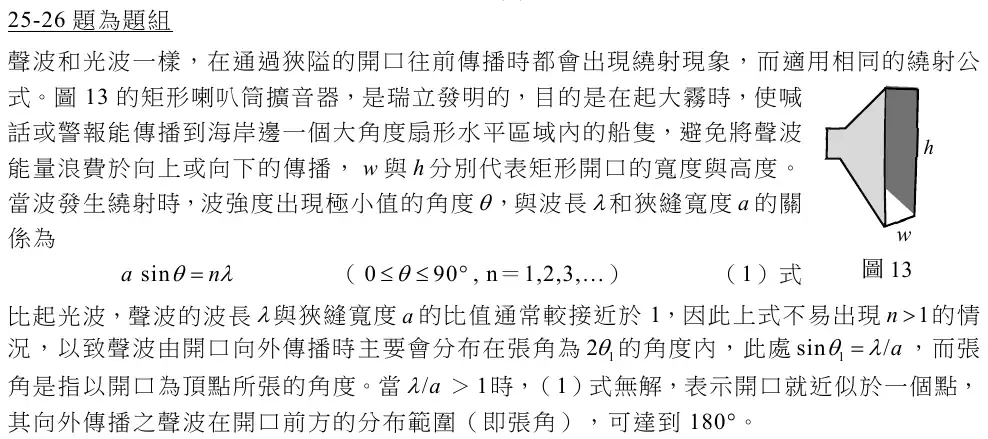 25-26 題為題組
聲波和光波一樣，在通過狹隘的開口往前傳播時都會出現繞射現象，而適用相同的繞射公
式。圖 13 的矩形喇叭筒擴音器，是瑞立發明的，目的是在起大霧時，使喊
話或警報能傳播到海岸邊一個大角度扇形水平區域內的船隻，避免將聲波
能量浪費於向上或向下的傳播， w 與 h 分別代表矩形開口的寬度與高度。
當波發生繞射時，波強度出現極小值的角度 θ，與波長 λ 和狹縫寬度 a 的關
係為
a sinθ = nλ （ 0 ≤ θ ≤ 90°, n＝1,2,3,…） （1）式
比起光波，聲波的波長 λ 與狹縫寬度 a 的比值通常較接近於 1，因此上式不易出現 n > 1 的情
況，以致聲波由開口向外傳播時主要會分布在張角為 2θ₁ 的角度內，此處 sinθ₁ = λ/a，而張
角是指以開口為頂點所張的角度。當 λ/a > 1 時，（1）式無解，表示開口就近似於一個點，
其向外傳播之聲波在開口前方的分布範圍（即張角），可達到 180°。
h
w
圖 13